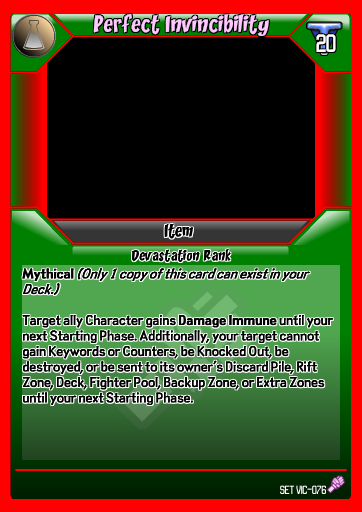 Perfect Invincibility
20
Item
Devastation Rank
Mythical (Only 1 copy of this card can exist in your
Deck.)
Target ally Character gains Damage Immune until your
next Starting Phase. Additionally, your target cannot
gain Keywords or Counters, be Knocked Out, be
destroyed, or be sent to its owner's Discard Pile, Rift
Zone, Deck, Fighter Pool, Backup Zone, or Extra Zones
until your next Starting Phase.
SET VIC-076